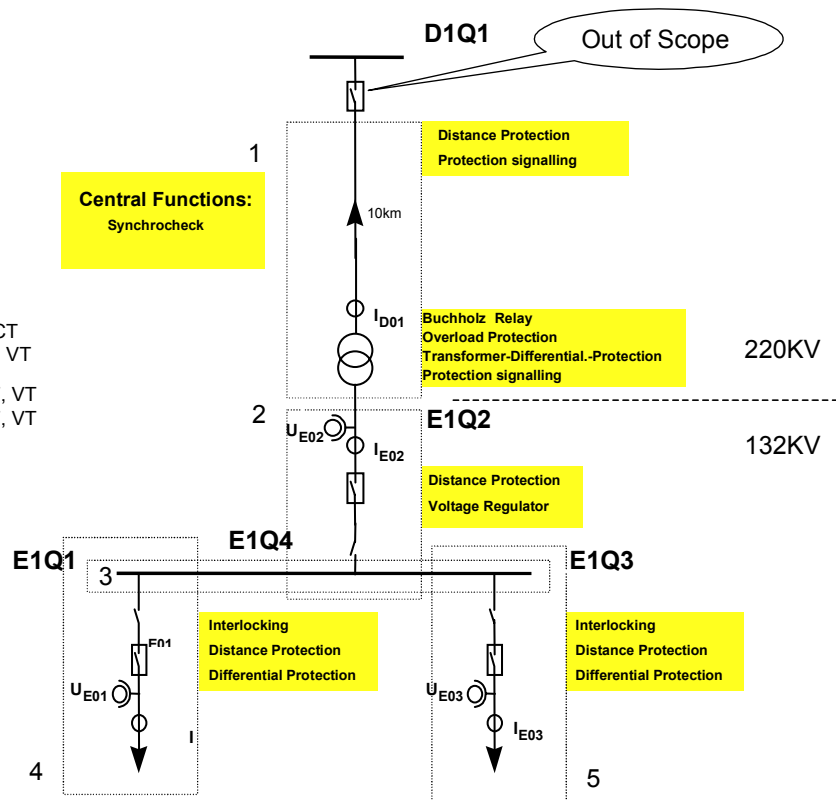 D1Q1
Out of Scope
1
Distance Protection
Protection signalling
Central Functions:
Synchrocheck
10km
I D01
CT
VT
, VT
, VT
Buchholz Relay
Overload Protection
Transformer-Differential.-Protection
Protection signalling
220KV
2
E1Q2
132KV
U E02
I E02
Distance Protection
Voltage Regulator
E1Q4
E1Q1
E1Q3
3
E01
Interlocking
Distance Protection
Differential Protection
Interlocking
Distance Protection
Differential Protection
U E01
I
U E03
I E03
4
5